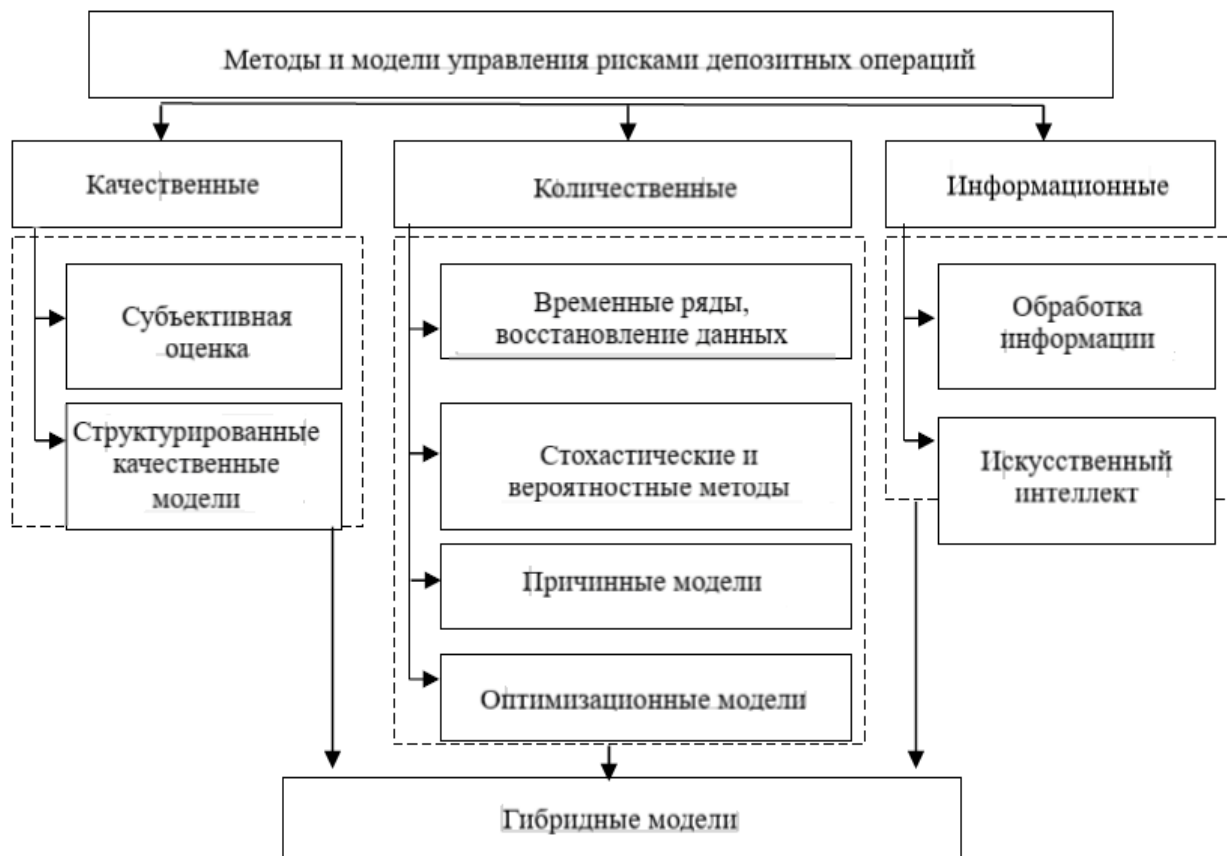 Методы и модели управления рисками депозитных операций
Качественные
Количественные
Информационные
Субъективная
оценка
Структурированные
качественные
модели
Временные ряды,
восстановление данных
Стохастические и
вероятностные методы
Причинные модели
Оптимизационные модели
Обработка
информации
Искусственный
интеллект
Гибридные модели